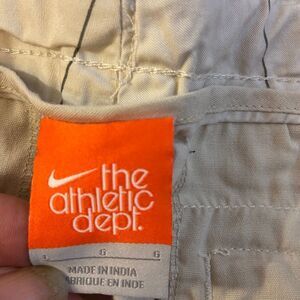 the
athletic
dept.
G G
MADE IN INDIA
FABRIQUE EN INDE